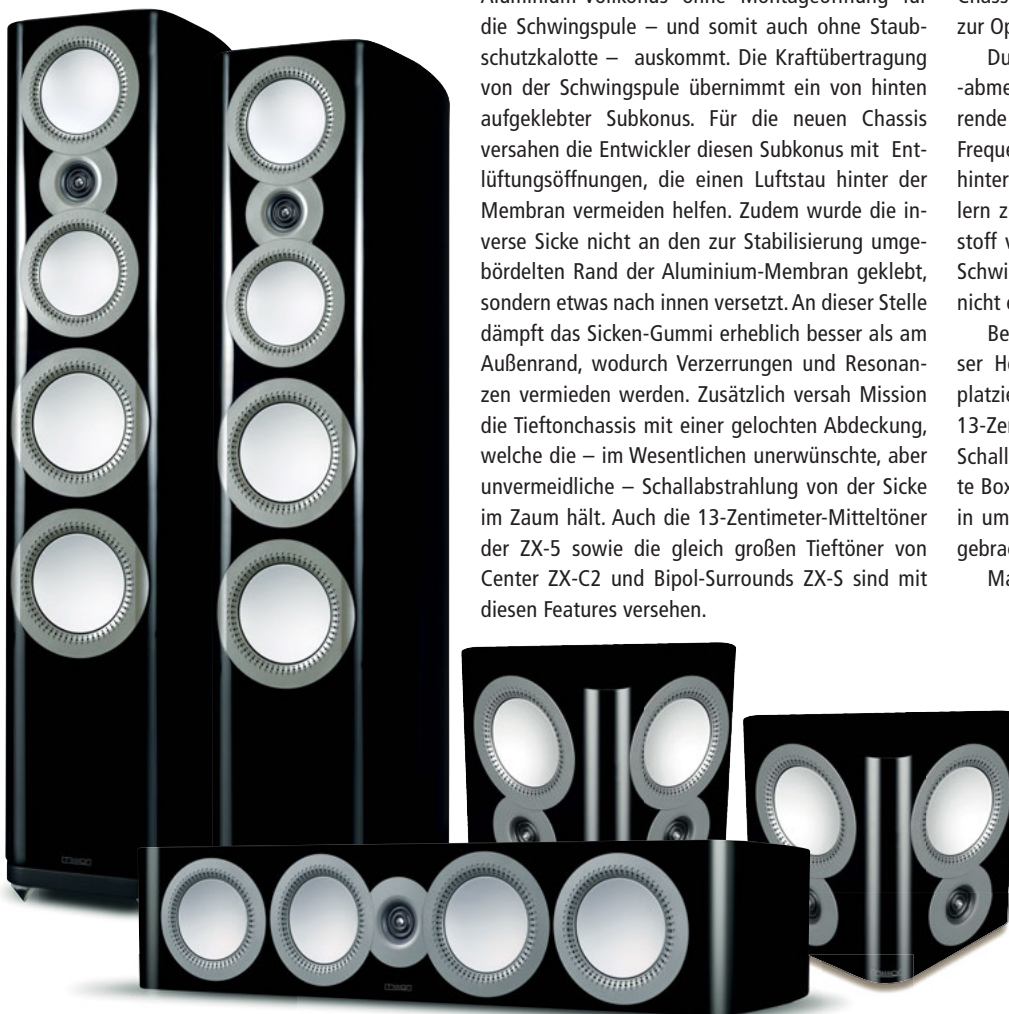 die Schwingspule – und somit auch ohne Staub-
schutzkalotte – auskommt. Die Kraftübertragung
von der Schwingspule übernimmt ein von hinten
aufgeklebter Subkonus. Für die neuen Chassis
versahen die Entwickler diesen Subkonus mit Ent-
lüftungsöffnungen, die einen Luftstau hinter der
Membran vermeiden helfen. Zudem wurde die in-
verse Sicke nicht an den zur Stabilisierung umge-
bördelten Rand der Aluminium-Membran geklebt,
sondern etwas nach innen versetzt. An dieser Stelle
dämpft das Sicken-Gummi erheblich besser als am
Außenrand, wodurch Verzerrungen und Resonan-
zen vermieden werden. Zusätzlich versah Mission
die Tieftonchassis mit einer gelochten Abdeckung,
welche die – im Wesentlichen unerwünschte, aber
unvermeidliche – Schallabstrahlung von der Sicke
im Zaum hält. Auch die 13-Zentimeter-Mitteltöner
der ZX-5 sowie die gleich großen Tieftöner von
Center ZX-C2 und Bipol-Surrounds ZX-S sind mit
diesen Features versehen.
zur Op
Du
-abme
rende
Freque
hinter
lern z
stoff v
Schwi
nicht
Be
ser H
platzie
13-Ze
Schall
te Box
in um
gebra
Ma